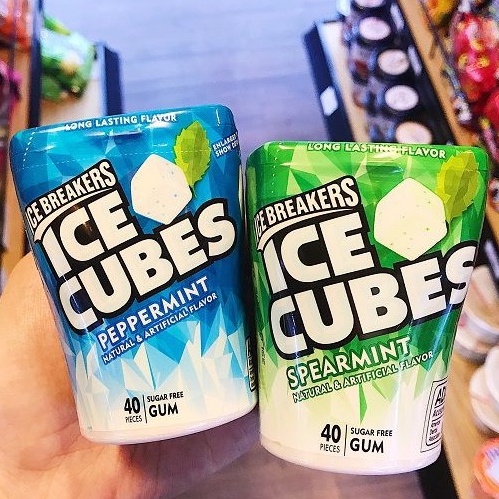 LONG LASTING FLAVOR
ICE BREAKERS
ICE
CUBES
PEPPERMINT
NATURAL & ARTIFICIAL FLAVOR
40
PIECES
SUGAR FREE
GUM
LONG LASTING FLAVOR
ICE BREAKERS
ICE
CUBES
SPEARMINT
NATURAL & ARTIFICIAL FLAVOR
40
PIECES
SUGAR FREE
GUM